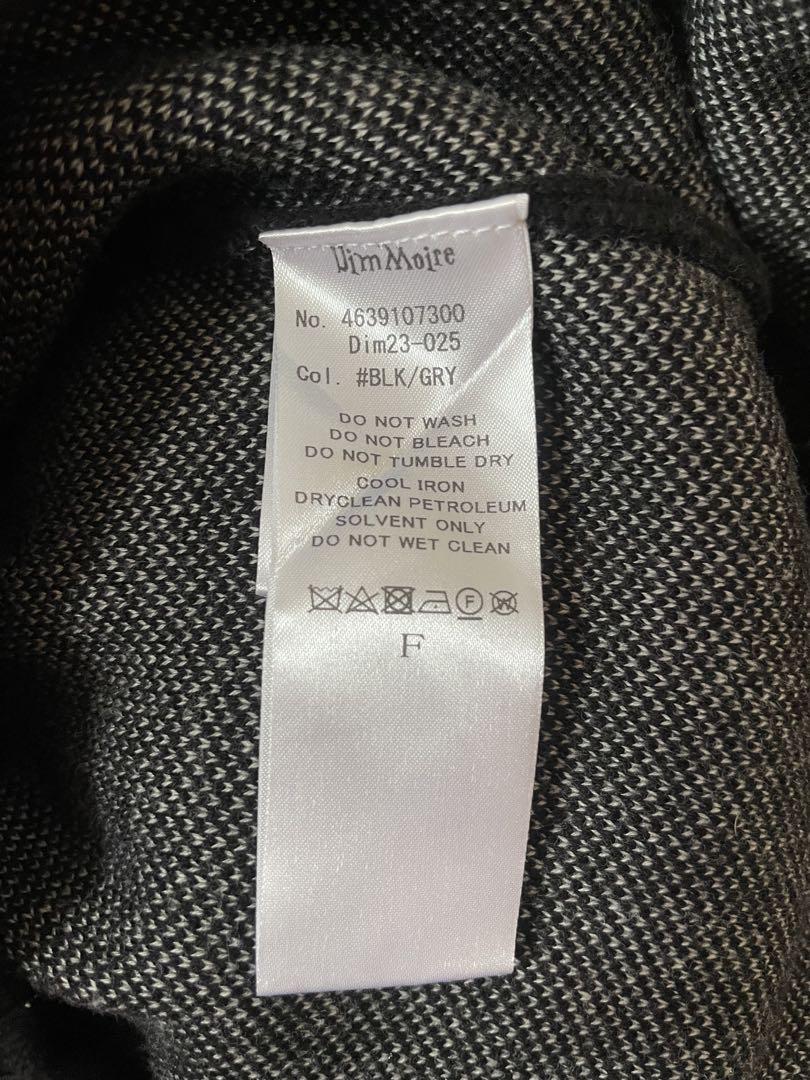 DimMoire
No. 4639107300
Dim23-025
Col. #BLK/GRY
DO NOT WASH
DO NOT BLEACH
DO NOT TUMBLE DRY
COOL IRON
DRYCLEAN PETROLEUM
SOLVENT ONLY
DO NOT WET CLEAN
F W
F